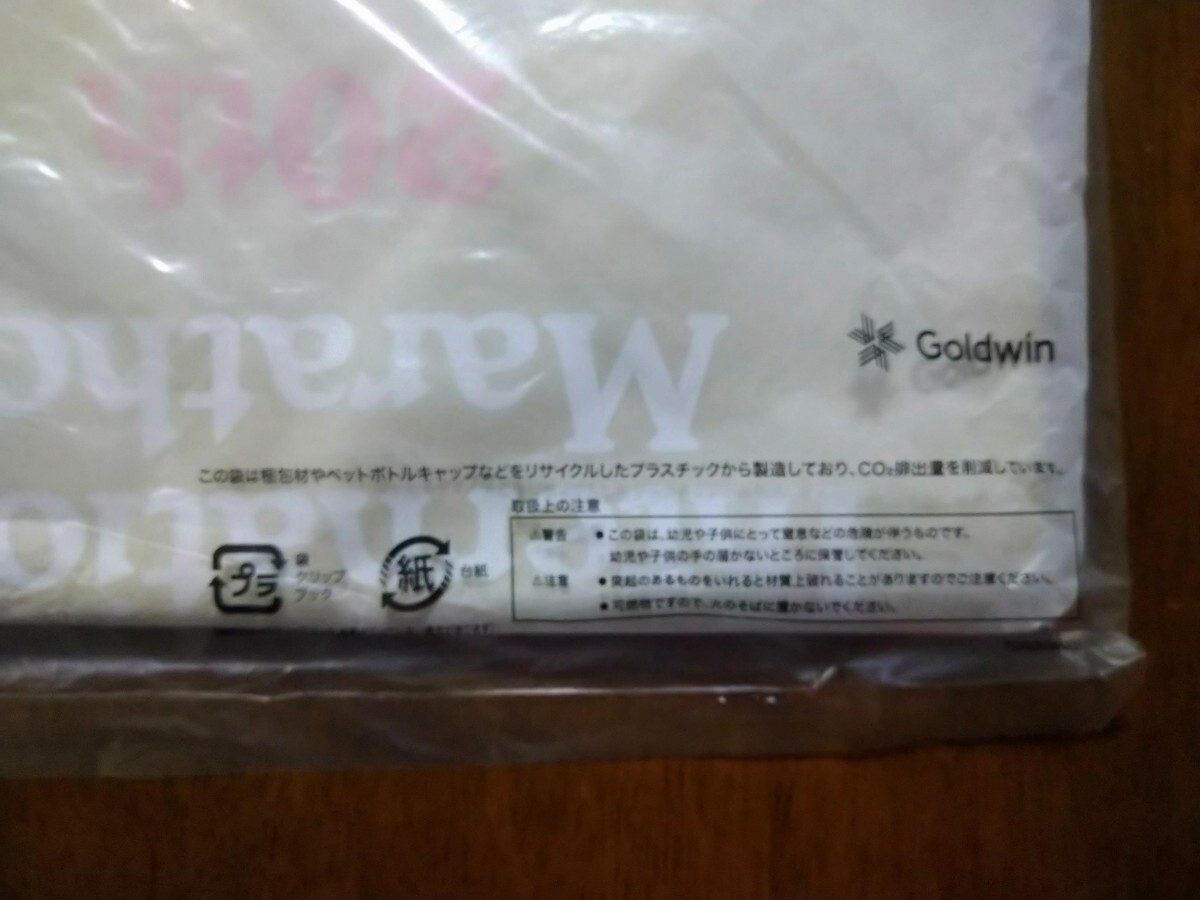 20th
Goldwin
Maratho
この袋は梱包材やペットボトルキャップなどをリサイクルしたプラスチックから製造しており、CO₂排出量を削減しています。
取扱上の注意
⚠警告 ●この袋は、幼児や子供にとって窒息などの危険が伴うものです。
幼児や子供の手の届かないところに保管してください。
⚠注意 ●突起のあるものをいれると材質上破れることがありますのでご注意ください。
●可燃物ですので、火のそばに置かないでください。
プラ 袋
クリップ
フック
紙 台紙